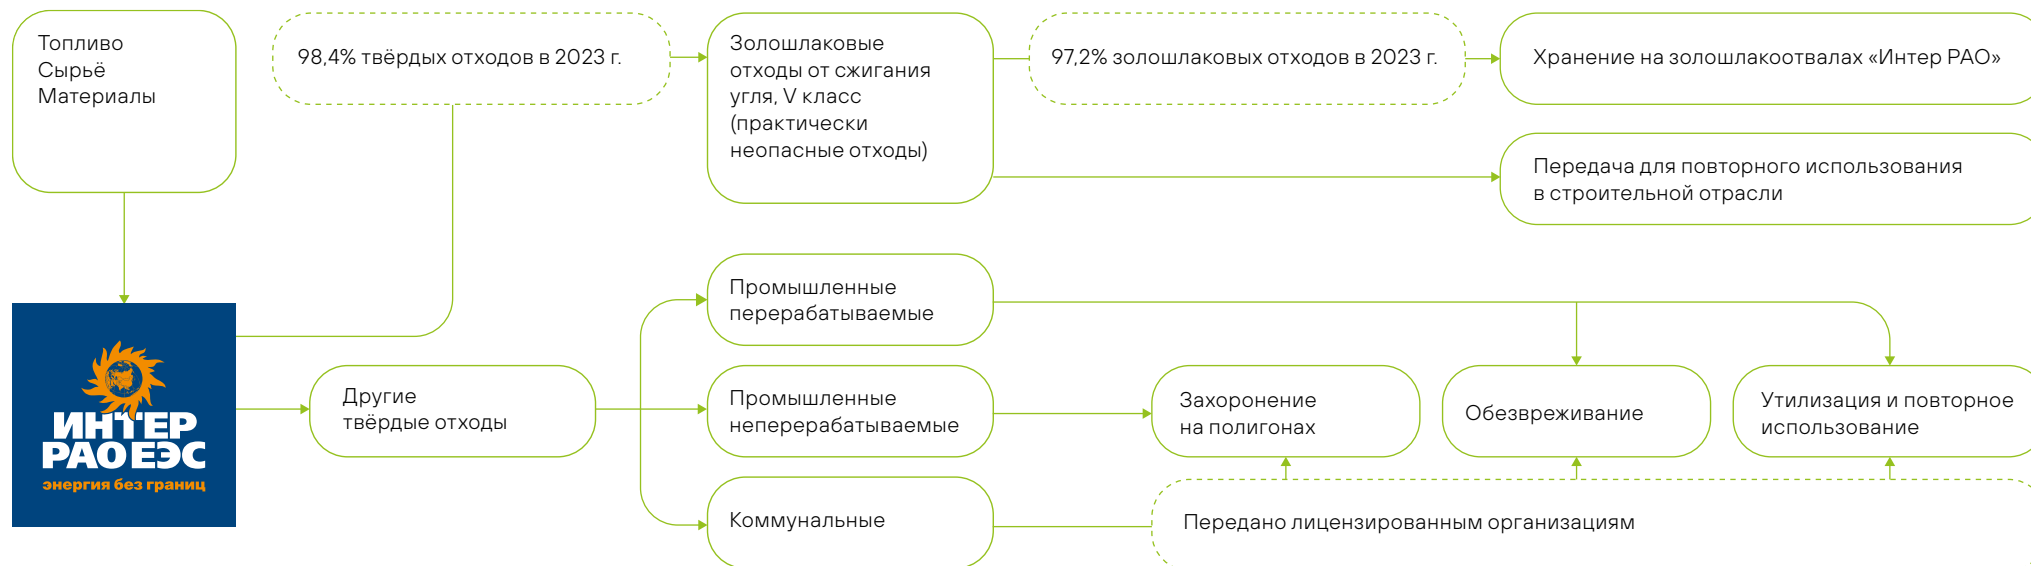 Топливо
Сырьё
Материалы
98,4% твёрдых отходов в 2023 г.
Золошлаковые
отходы от сжигания
угля, V класс
(практически
неопасные отходы)
97,2% золошлаковых отходов в 2023 г.
Хранение на золошлакоотвалах «Интер РАО»
Передача для повторного использования
в строительной отрасли
Промышленные
перерабатываемые
ИНТЕР
РАО ЕЭС
энергия без границ
Другие
твёрдые отходы
Промышленные
неперерабатываемые
Захоронение
на полигонах
Обезвреживание
Утилизация и повторное
использование
Коммунальные
Передано лицензированным организациям